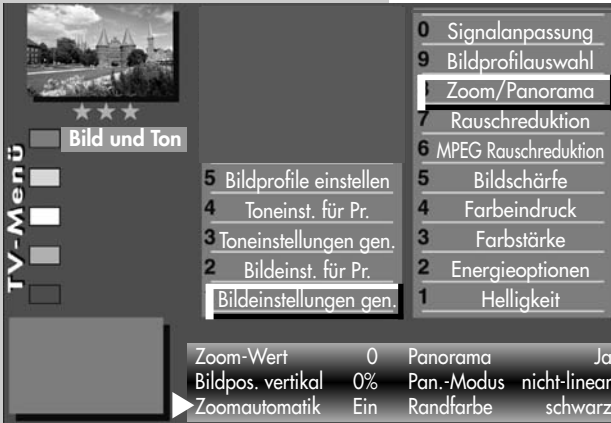 TV-Menü
Bild und Ton
5 Bildprofile einstellen
4 Toneinst. für Pr.
3 Toneinstellungen gen.
2 Bildeinst. für Pr.
Bildeinstellungen gen.
0 Signalanpassung
9 Bildprofilauswahl
8 Zoom/Panorama
7 Rauschreduktion
6 MPEG Rauschreduktion
5 Bildschärfe
4 Farbeindruck
3 Farbstärke
2 Energieoptionen
1 Helligkeit
Zoom-Wert 0 Panorama Ja
Bildpos. vertikal 0% Pan.-Modus nicht-linear
Zoomautomatik Ein Randfarbe schwarz